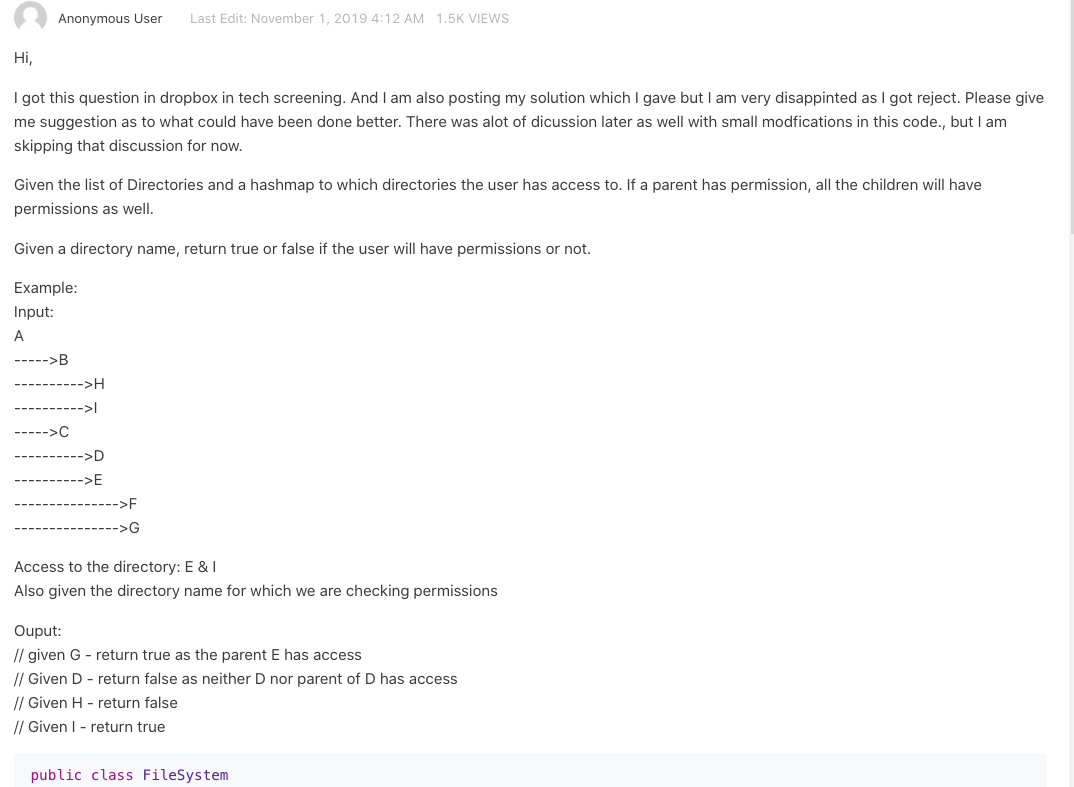 Anonymous User Last Edit: November 1, 2019 4:12 AM 1.5K VIEWS
Hi,
I got this question in dropbox in tech screening. And I am also posting my solution which I gave but I am very disappinted as I got reject. Please give
me suggestion as to what could have been done better. There was alot of dicussion later as well with small modfications in this code., but I am
skipping that discussion for now.
Given the list of Directories and a hashmap to which directories the user has access to. If a parent has permission, all the children will have
permissions as well.
Given a directory name, return true or false if the user will have permissions or not.
Example:
Input:
A
----->B
---------->H
---------->I
----->C
---------->D
---------->E
--------------->F
--------------->G
Access to the directory: E & I
Also given the directory name for which we are checking permissions
Ouput:
// given G - return true as the parent E has access
// Given D - return false as neither D nor parent of D has access
// Given H - return false
// Given I - return true
public class FileSystem